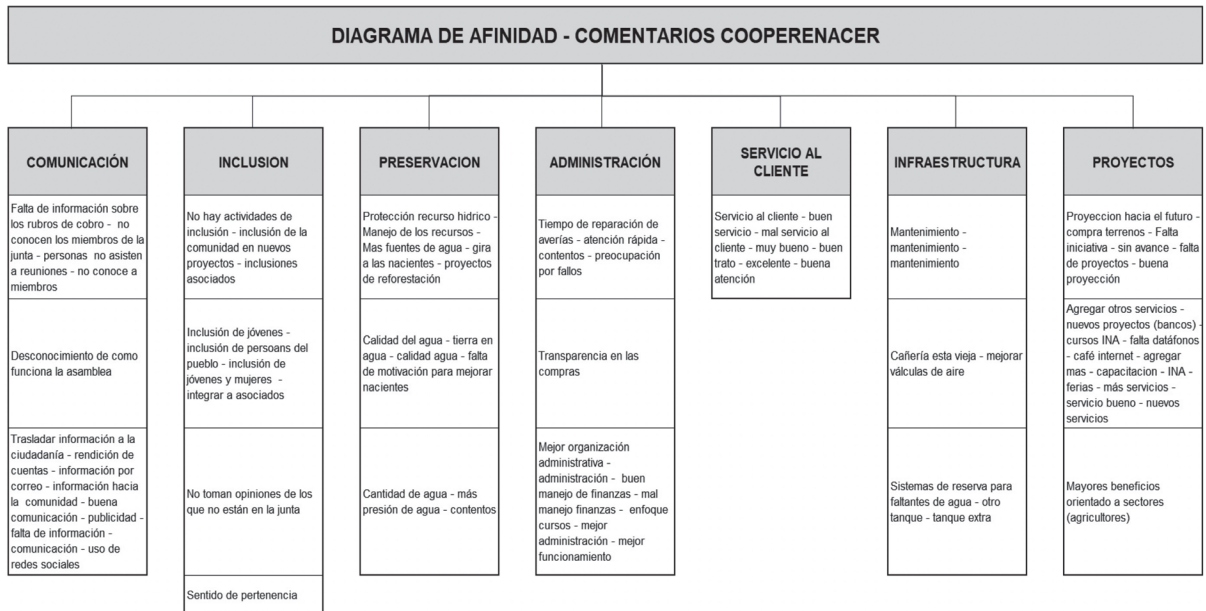 DIAGRAMA DE AFINIDAD - COMENTARIOS COOPERENACER
COMUNICACIÓN
Falta de información sobre
los rubros de cobro - no
conocen los miembros de la
junta - personas no asisten
a reuniones - no conoce a
miembros
Desconocimiento de como
funciona la asamblea
Trasladar información a la
ciudadanía - rendición de
cuentas - información por
correo - información hacia
la comunidad - buena
comunicación - publicidad -
falta de información -
comunicación - uso de
redes sociales
INCLUSION
No hay actividades de
inclusión - inclusión de la
comunidad en nuevos
proyectos - inclusiones
asociados
Inclusión de jóvenes -
inclusión de persoans del
pueblo - inclusión de
jóvenes y mujeres -
integrar a asociados
No toman opiniones de los
que no están en la junta
Sentido de pertenencia
PRESERVACION
Protección recurso hidrico -
Manejo de los recursos -
Mas fuentes de agua - gira
a las nacientes - proyectos
de reforestación
Calidad del agua - tierra en
agua - calidad agua - falta
de motivación para mejorar
nacientes
Cantidad de agua - más
presión de agua - contentos
ADMINISTRACIÓN
Tiempo de reparación de
averías - atención rápida -
contentos - preocupación
por fallos
Transparencia en las
compras
Mejor organización
administrativa -
administración - buen
manejo de finanzas - mal
manejo finanzas - enfoque
cursos - mejor
administración - mejor
funcionamiento
SERVICIO AL
CLIENTE
Servicio al cliente - buen
servicio - mal servicio al
cliente - muy bueno - buen
trato - excelente - buena
atención
INFRAESTRUCTURA
Mantenimiento -
mantenimiento -
mantenimiento
Cañería esta vieja - mejorar
válculas de aire
Sistemas de reserva para
faltantes de agua - otro
tanque - tanque extra
PROYECTOS
Proyeccion hacia el futuro -
compra terrenos - Falta
iniciativa - sin avance - falta
de proyectos - buena
proyección
Agregar otros servicios -
nuevos proyectos (bancos) -
cursos INA - falta datáfonos
- café internet - agregar
mas - capacitacion - INA -
ferias - más servicios -
servicio bueno - nuevos
servicios
Mayores beneficios
orientado a sectores
(agricultores)